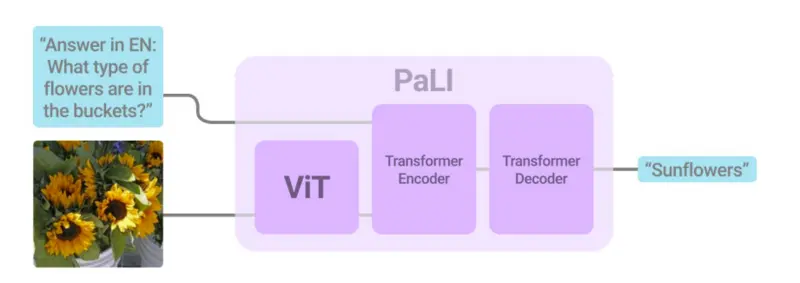 “Answer in EN:
What type of
flowers are in
the buckets?”
PaLI
ViT
Transformer
Encoder
Transformer
Decoder
“Sunflowers”